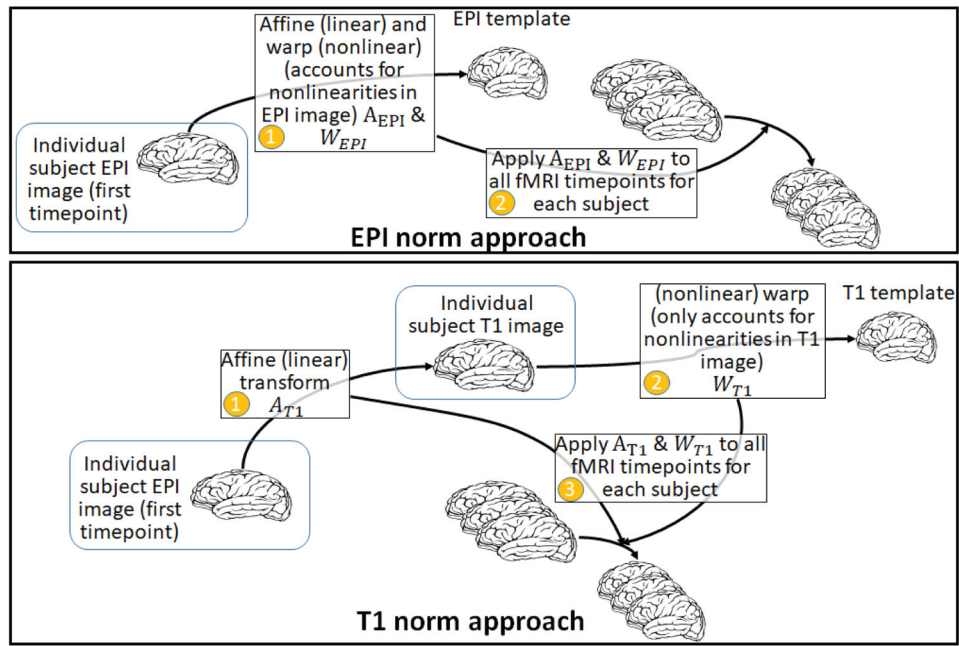 EPI template
Affine (linear) and
warp (nonlinear)
(accounts for
nonlinearities in
EPI image) A_EPI &
1 W_EPI
Individual
subject EPI
image (first
timepoint)
Apply A_EPI & W_EPI to
all fMRI timepoints for
2 each subject
EPI norm approach
Individual
subject T1 image
(nonlinear) warp
(only accounts for
nonlinearities in T1
image)
2 W_T1
T1 template
Affine (linear)
transform
1 A_T1
Individual
subject EPI
image (first
timepoint)
Apply A_T1 & W_T1 to all
fMRI timepoints for
3 each subject
T1 norm approach